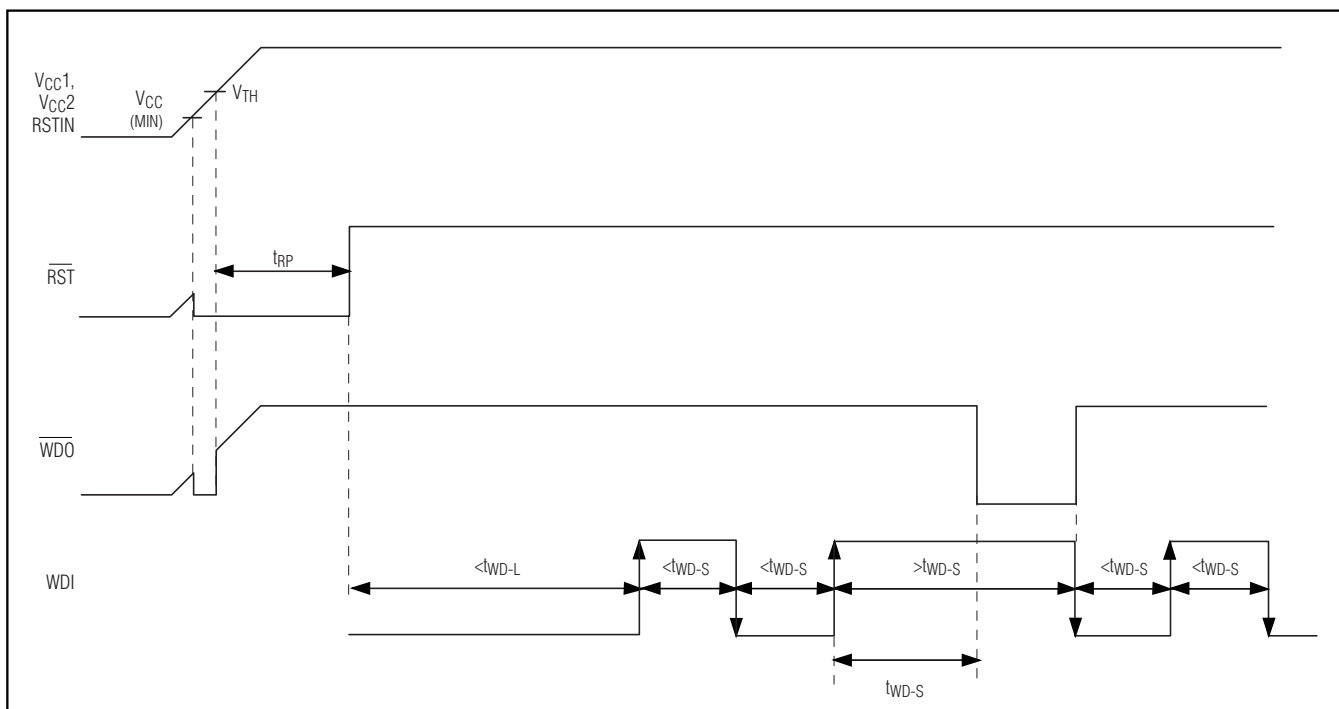 VCC1,
VCC2
RSTIN
VCC
(MIN)
VTH
RST
tRP
WDO
WDI
<tWD-L
<tWD-S
<tWD-S
>tWD-S
<tWD-S
<tWD-S
tWD-S